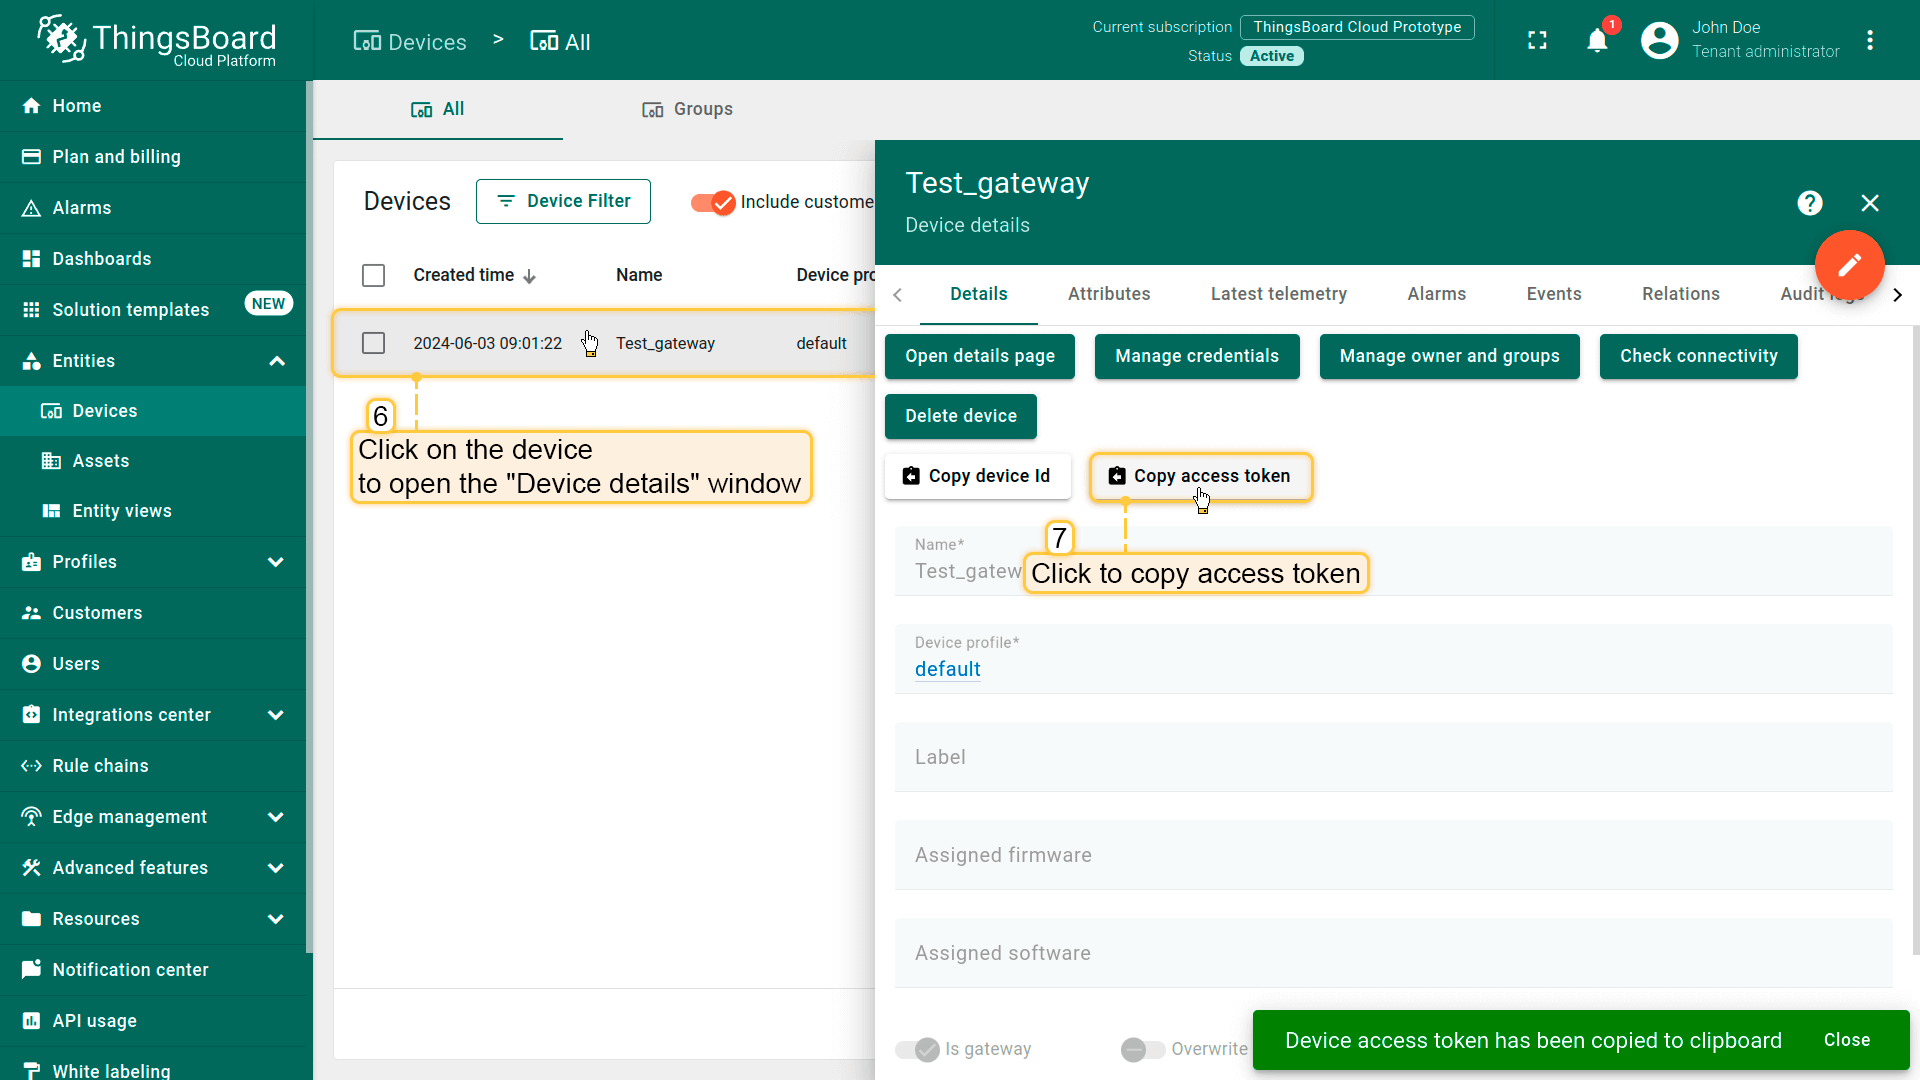 ThingsBoard
Cloud Platform
Devices > All
Current subscription ThingsBoard Cloud Prototype
Status Active
1
John Doe
Tenant administrator
Home
Plan and billing
Alarms
Dashboards
Solution templates NEW
Entities
Devices
Assets
Entity views
Profiles
Customers
Users
Integrations center
Rule chains
Edge management
Advanced features
Resources
Notification center
API usage
White labeling
All Groups
Devices Device Filter Include custome
Created time Name Device pro
2024-06-03 09:01:22 Test_gateway default
6
Click on the device
to open the "Device details" window
Test_gateway
Device details
Details Attributes Latest telemetry Alarms Events Relations Audit logs
Open details page Manage credentials Manage owner and groups Check connectivity
Delete device
Copy device Id Copy access token
7
Click to copy access token
Name*
Test_gatew
Device profile*
default
Label
Assigned firmware
Assigned software
Is gateway Overwrite
Device access token has been copied to clipboard Close